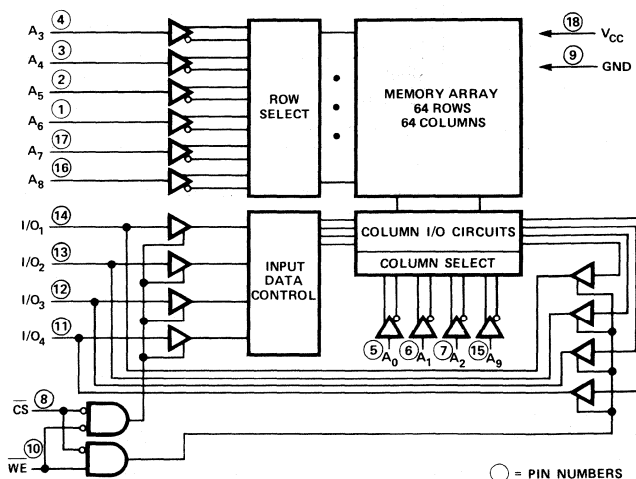 4
A3
3
A4
2
A5
1
A6
17
A7
16
A8
ROW
SELECT
MEMORY ARRAY
64 ROWS
64 COLUMNS
18
VCC
9
GND
14
I/O1
13
I/O2
12
I/O3
11
I/O4
INPUT
DATA
CONTROL
COLUMN I/O CIRCUITS
COLUMN SELECT
5 A0
6 A1
7 A2
15 A9
8
CS
10
WE
= PIN NUMBERS